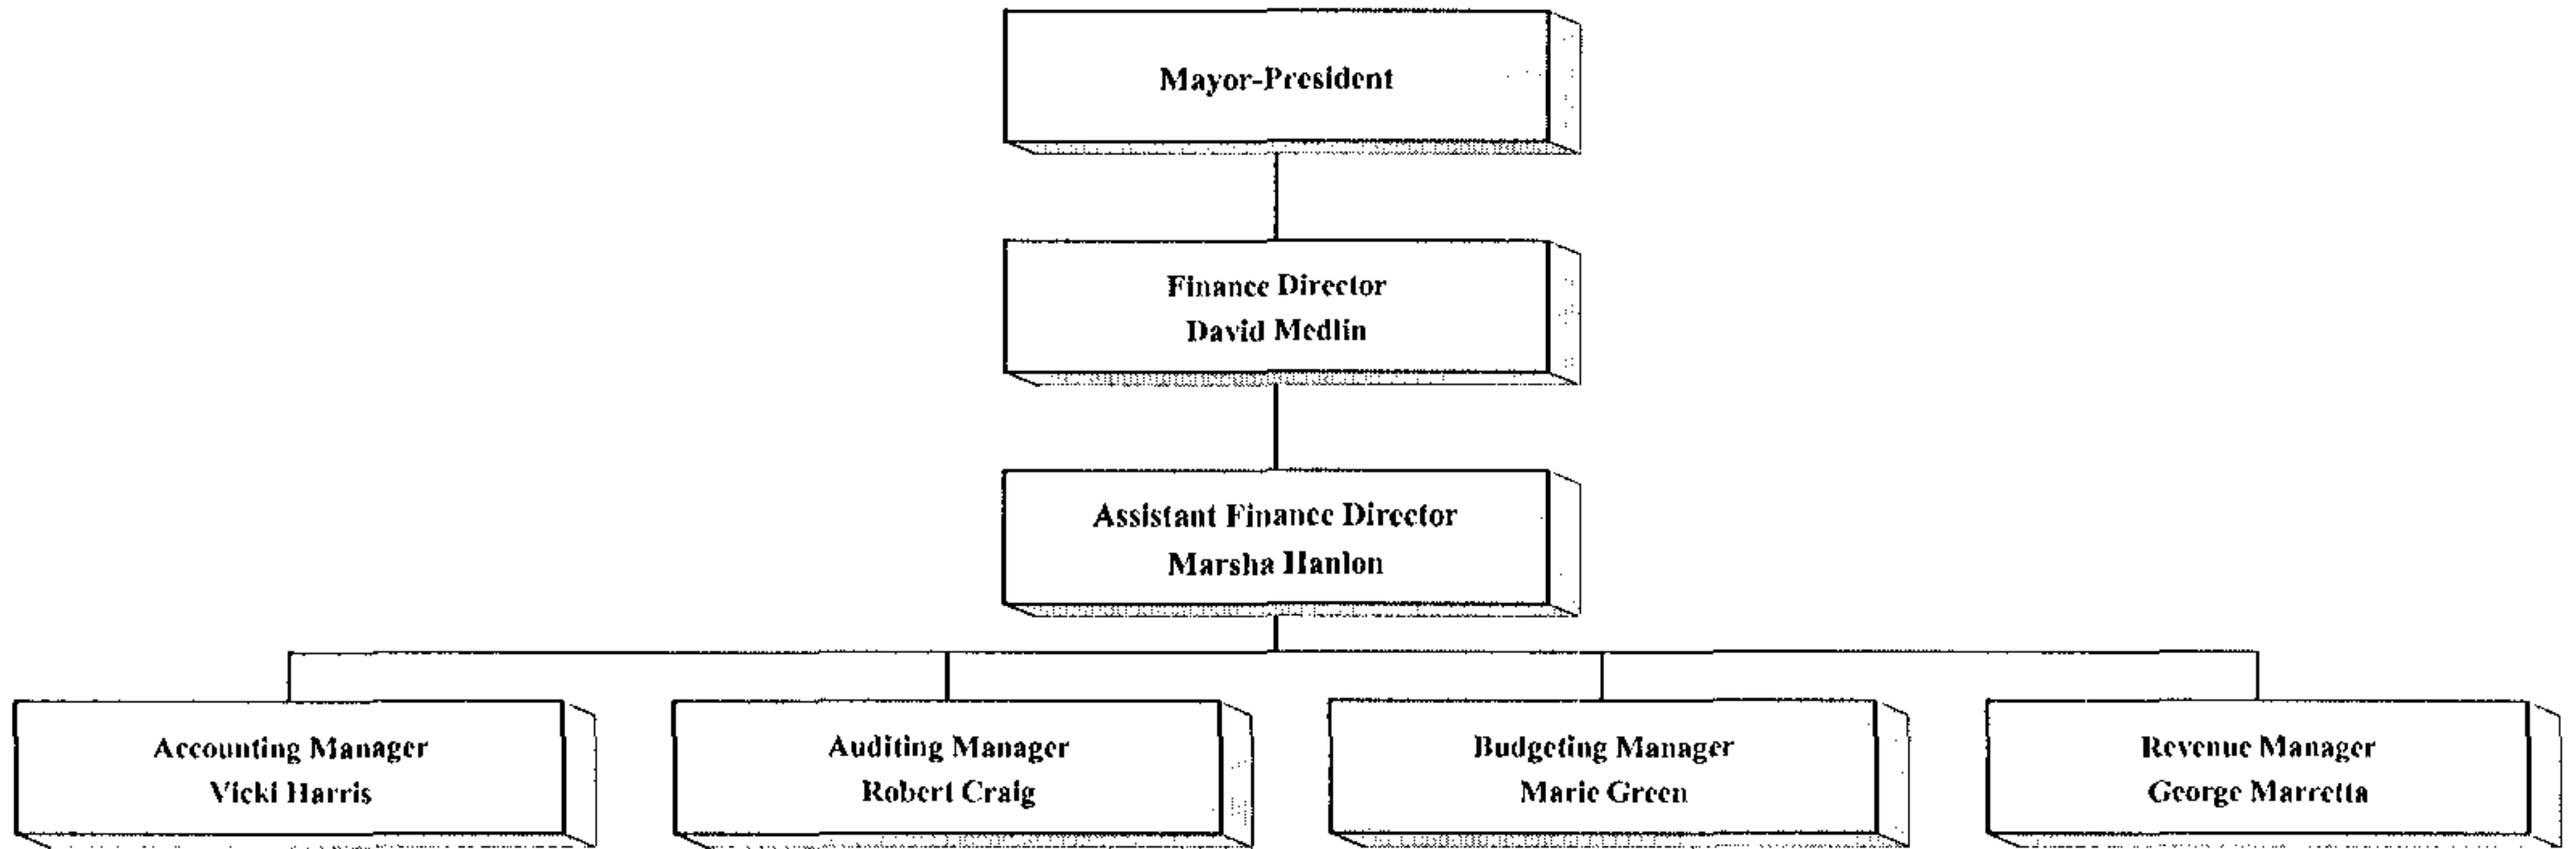 Mayor-President
Finance Director
David Medlin
Assistant Finance Director
Marsha Hanlon
Accounting Manager
Vicki Harris
Auditing Manager
Robert Craig
Budgeting Manager
Marie Green
Revenue Manager
George Marretta